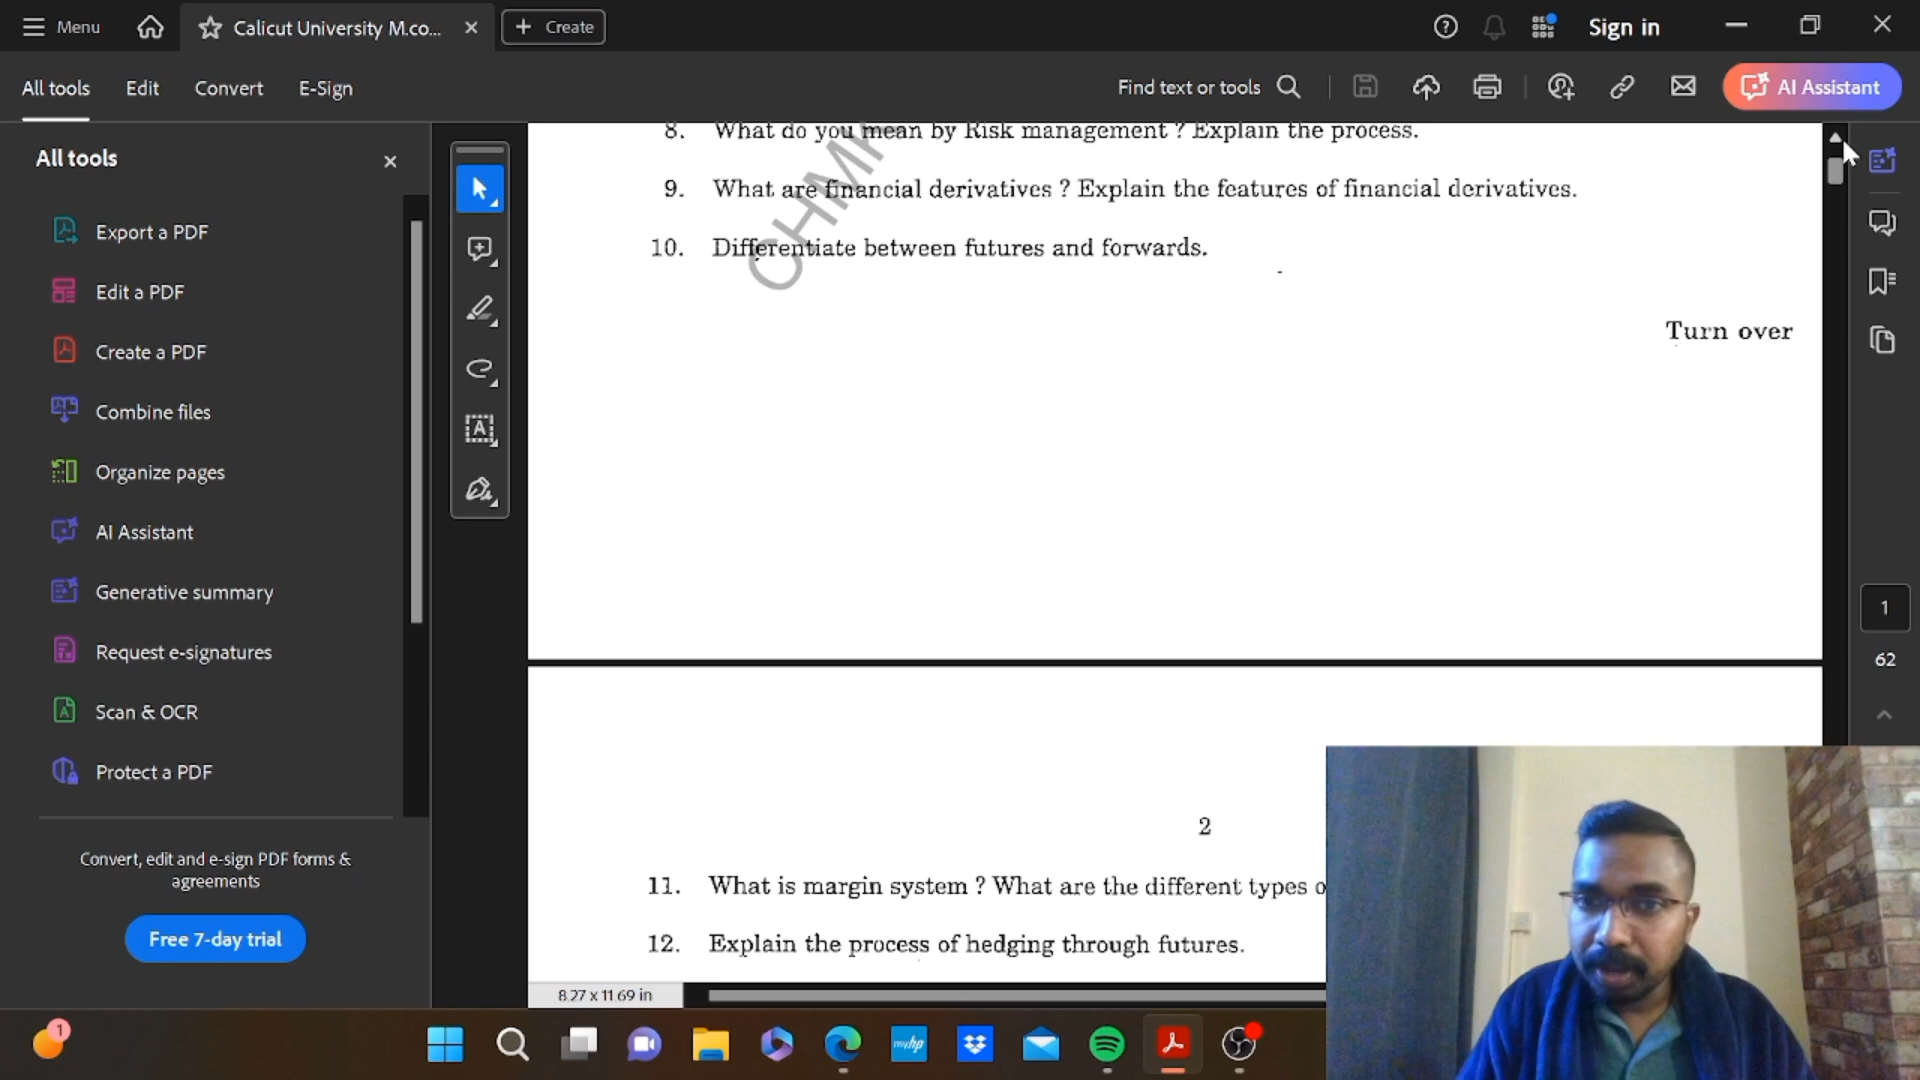 Menu
Calicut University M.co...
Create
Sign in
All tools
Edit
Convert
E-Sign
Find text or tools
AI Assistant
All tools
Export a PDF
Edit a PDF
Create a PDF
Combine files
Organize pages
AI Assistant
Generative summary
Request e-signatures
Scan & OCR
Protect a PDF
Convert, edit and e-sign PDF forms &
agreements
Free 7-day trial
8. What do you mean by Risk management ? Explain the process.
9. What are financial derivatives ? Explain the features of financial derivatives.
10. Differentiate between futures and forwards.
CHMK
Turn over
2
11. What is margin system ? What are the different types o
12. Explain the process of hedging through futures.
8.27 x 11.69 in
1
62
1
myhp